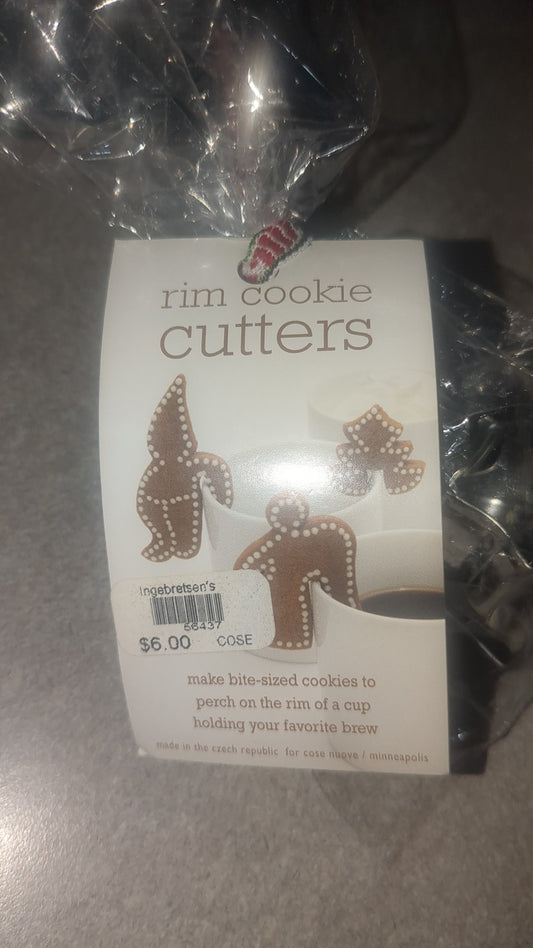 rim cookie
cutters
Ingebretsen's
56437
$6.00 COSE
make bite-sized cookies to
perch on the rim of a cup
holding your favorite brew
made in the czech republic for cose nuove / minneapolis